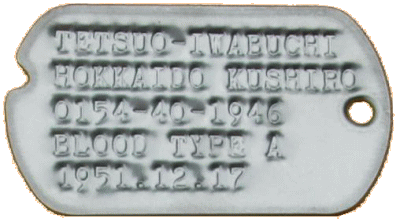 TETSUO-IWABUCHI
HOKKAIDO KUSHIRO
0154-40-1946
BLOOD TYPE A
1951.12.17